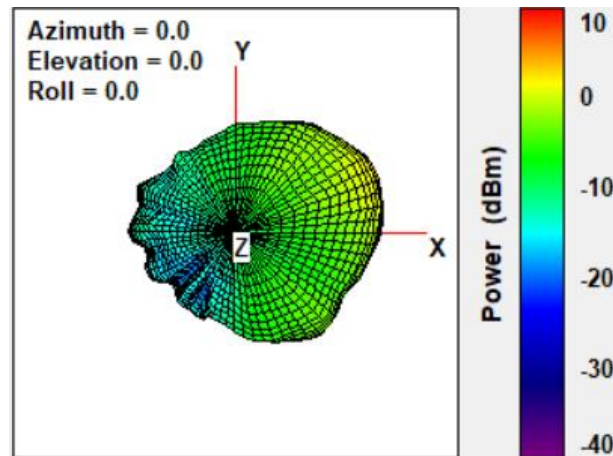 Azimuth = 0.0
Elevation = 0.0
Roll = 0.0
Y
Z
X
Power (dBm)
10
0
-10
-20
-30
-40